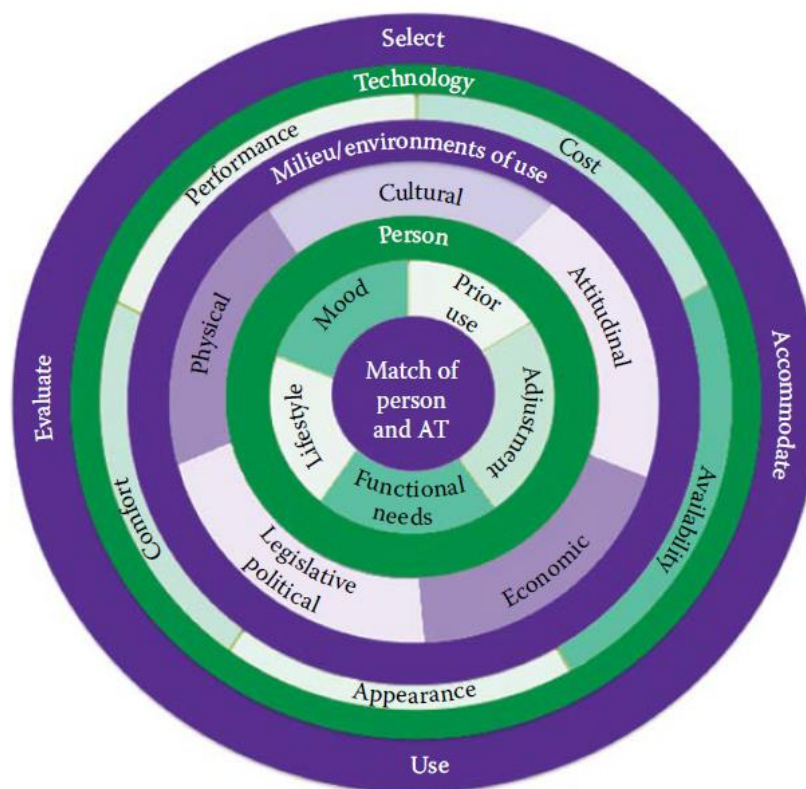 Select
Technology
Performance
Cost
Milieu/environments of use
Cultural
Physical
Attitudinal
Person
Mood
Prior
use
Lifestyle
Adjustment
Match of
person
and AT
Functional
needs
Evaluate
Accommodate
Comfort
Availability
Legislative
political
Economic
Appearance
Use